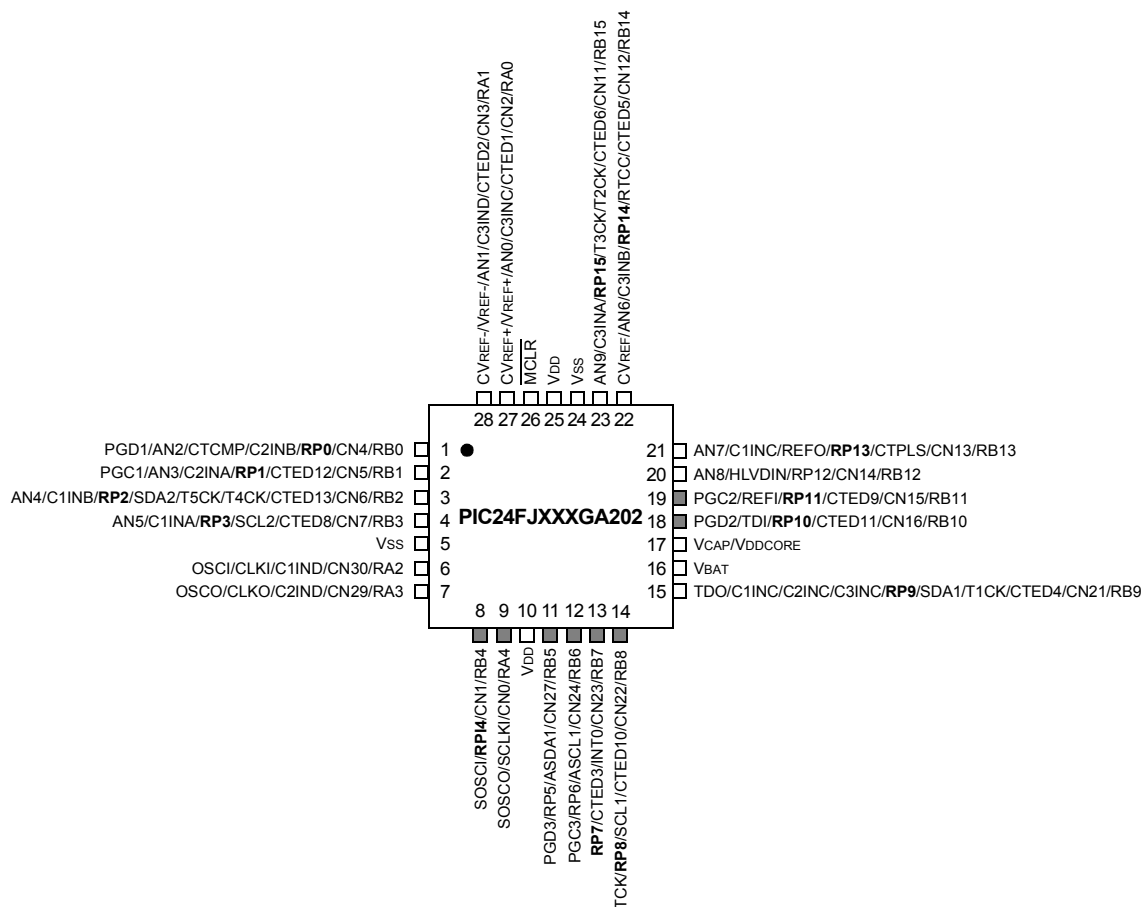 CVREF-/VREF-/AN1/C3IND/CTED2/CN3/RA1
CVREF+/VREF+/AN0/C3INC/CTED1/CN2/RA0
MCLR
VDD
VSS
AN9/C3INA/RP15/T3CK/T2CK/CTED6/CN11/RB15
CVREF/AN6/C3INB/RP14/RTCC/CTED5/CN12/RB14
28 27 26 25 24 23 22
PGD1/AN2/CTCMP/C2INB/RP0/CN4/RB0 1
PGC1/AN3/C2INA/RP1/CTED12/CN5/RB1 2
AN4/C1INB/RP2/SDA2/T5CK/T4CK/CTED13/CN6/RB2 3
AN5/C1INA/RP3/SCL2/CTED8/CN7/RB3 4
VSS 5
OSCI/CLKI/C1IND/CN30/RA2 6
OSCO/CLKO/C2IND/CN29/RA3 7
PIC24FJXXXGA202
21 AN7/C1INC/REFO/RP13/CTPLS/CN13/RB13
20 AN8/HLVDIN/RP12/CN14/RB12
19 PGC2/REFI/RP11/CTED9/CN15/RB11
18 PGD2/TDI/RP10/CTED11/CN16/RB10
17 VCAP/VDDCORE
16 VBAT
15 TDO/C1INC/C2INC/C3INC/RP9/SDA1/T1CK/CTED4/CN21/RB9
8 9 10 11 12 13 14
SOSCI/RPI4/CN1/RB4
SOSCO/SCLKI/CN0/RA4
VDD
PGD3/RP5/ASDA1/CN27/RB5
PGC3/RP6/ASCL1/CN24/RB6
RP7/CTED3/INT0/CN23/RB7
TCK/RP8/SCL1/CTED10/CN22/RB8